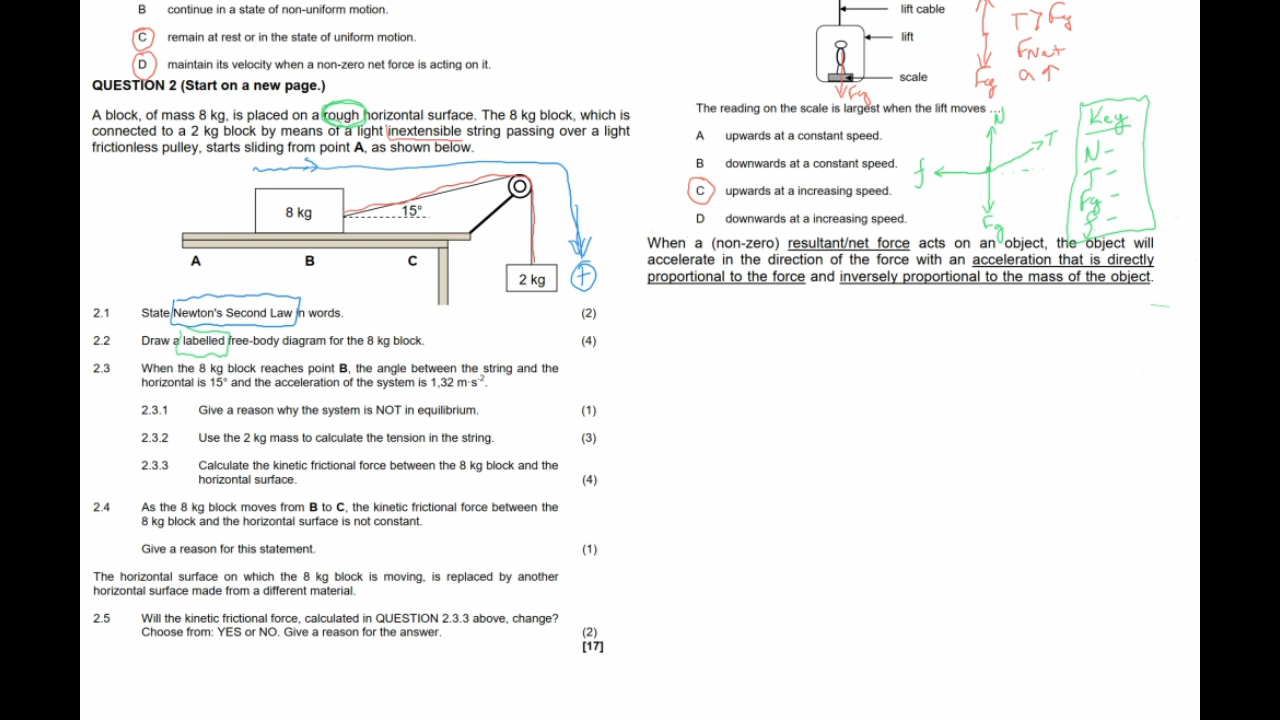 B continue in a state of non-uniform motion.
C remain at rest or in the state of uniform motion.
D maintain its velocity when a non-zero net force is acting on it.
QUESTION 2 (Start on a new page.)
A block, of mass 8 kg, is placed on a rough horizontal surface. The 8 kg block, which is
connected to a 2 kg block by means of a light inextensible string passing over a light
frictionless pulley, starts sliding from point A, as shown below.
8 kg
15°
A B C
2 kg
+
2.1 State Newton's Second Law in words. (2)
2.2 Draw a labelled free-body diagram for the 8 kg block. (4)
2.3 When the 8 kg block reaches point B, the angle between the string and the
horizontal is 15° and the acceleration of the system is 1,32 m·s-2.
2.3.1 Give a reason why the system is NOT in equilibrium. (1)
2.3.2 Use the 2 kg mass to calculate the tension in the string. (3)
2.3.3 Calculate the kinetic frictional force between the 8 kg block and the
horizontal surface. (4)
2.4 As the 8 kg block moves from B to C, the kinetic frictional force between the
8 kg block and the horizontal surface is not constant.
Give a reason for this statement. (1)
The horizontal surface on which the 8 kg block is moving, is replaced by another
horizontal surface made from a different material.
2.5 Will the kinetic frictional force, calculated in QUESTION 2.3.3 above, change?
Choose from: YES or NO. Give a reason for the answer. (2)
[17]
lift cable
lift
scale
Fg
Fg
T > Fg
FNet
a ↑
The reading on the scale is largest when the lift moves ...
A upwards at a constant speed.
B downwards at a constant speed.
C upwards at a increasing speed.
D downwards at a increasing speed.
N
T
f
Fg
Key
N -
T -
Fg -
f -
When a (non-zero) resultant/net force acts on an object, the object will
accelerate in the direction of the force with an acceleration that is directly
proportional to the force and inversely proportional to the mass of the object.